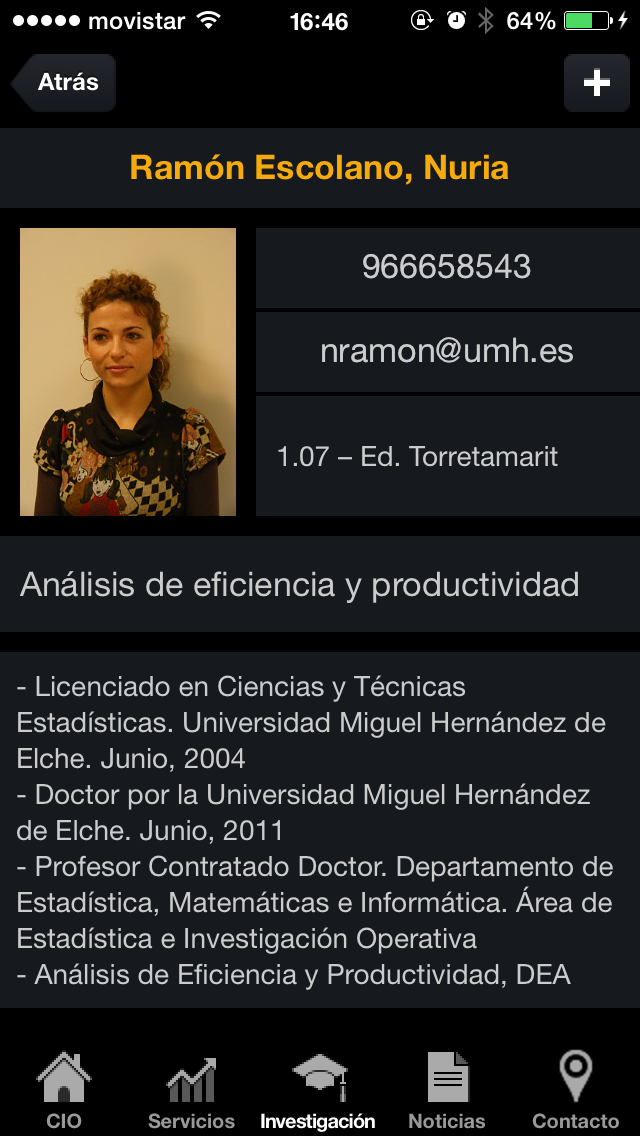 movistar 16:46 64%
Atrás +
Ramón Escolano, Nuria
966658543
nramon@umh.es
1.07 – Ed. Torretamarit
Análisis de eficiencia y productividad
- Licenciado en Ciencias y Técnicas
Estadísticas. Universidad Miguel Hernández de
Elche. Junio, 2004
- Doctor por la Universidad Miguel Hernández
de Elche. Junio, 2011
- Profesor Contratado Doctor. Departamento de
Estadística, Matemáticas e Informática. Área de
Estadística e Investigación Operativa
- Análisis de Eficiencia y Productividad, DEA
CIO Servicios Investigación Noticias Contacto